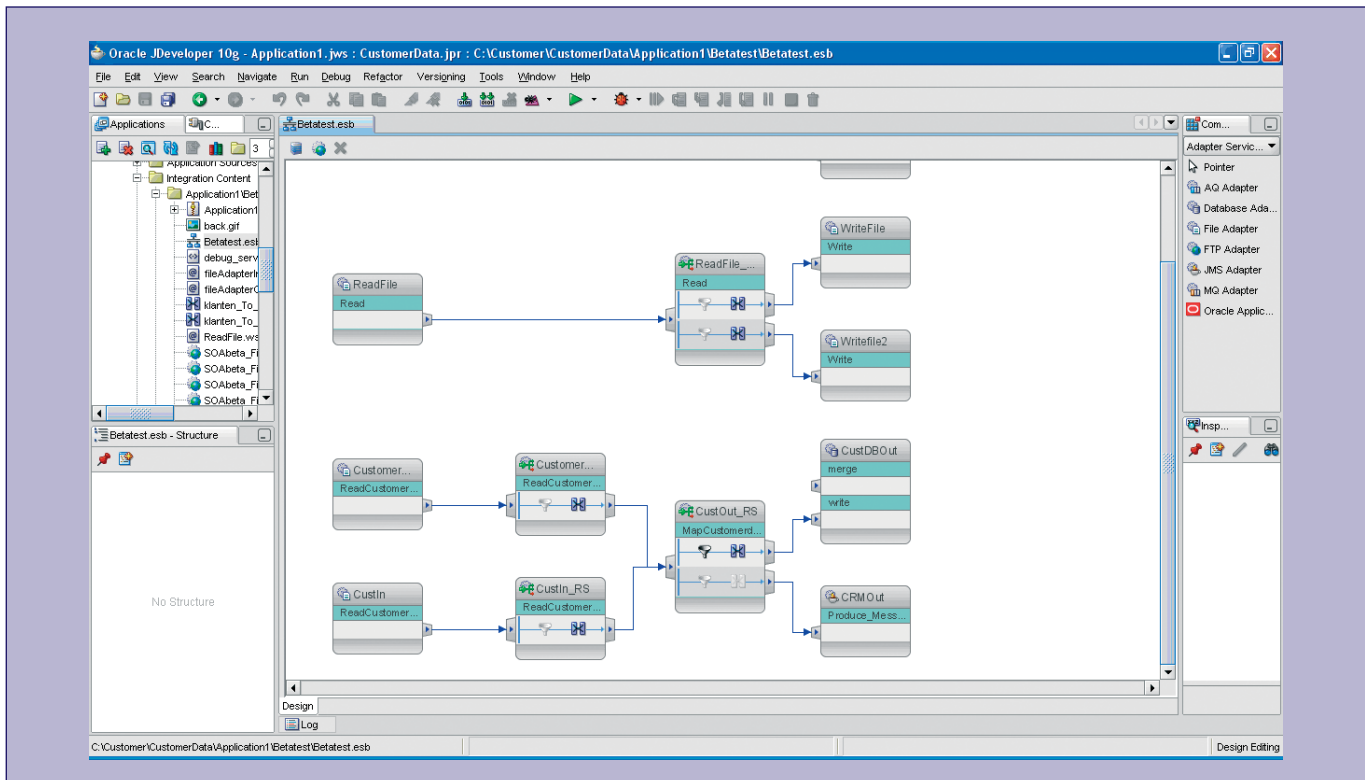 Oracle JDeveloper 10g - Application1.jws : CustomerData.jpr : C:\Customer\CustomerData\Application1\Betatest\Betatest.esb
File Edit View Search Navigate Run Debug Refactor Versioning Tools Window Help
Applications C...
3
Application Sources
Integration Content
Application1\Bet
Application1
back.gif
Betatest.esb
debug_serv
fileAdapterIn
fileAdapterO
klanten_To_
klanten_To_
ReadFile.ws
SOAbeta_Fi
SOAbeta_Fi
SOAbeta_Fi
SOAbeta_Fi
Betatest.esb - Structure
No Structure
Betatest.esb
ReadFile
Read
ReadFile_...
Read
WriteFile
Write
Writefile2
Write
Customer...
ReadCustomer...
Customer...
ReadCustomer...
CustIn
ReadCustomer...
CustIn_RS
ReadCustomer...
CustOut_RS
MapCustomerd...
CustDBOut
merge
write
CRMOut
Produce_Mess...
Design
Log
Com...
Adapter Servic...
Pointer
AQ Adapter
Database Ada...
File Adapter
FTP Adapter
JMS Adapter
MQ Adapter
Oracle Applic...
Insp...
C:\Customer\CustomerData\Application1\Betatest\Betatest.esb
Design Editing